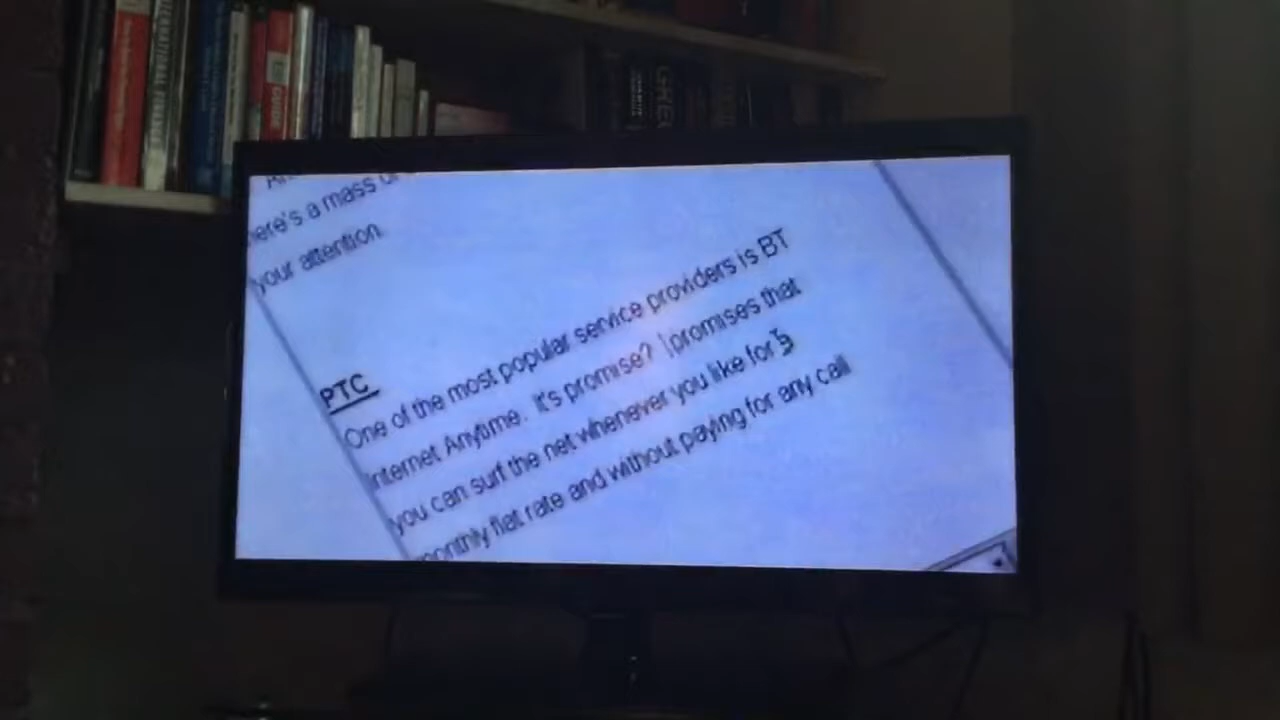 here's a mass
your attention.
PTC
One of the most popular service providers is BT
Internet Anytime. It's promise? promises that
you can surf the net whenever you like for
monthly flat rate and without paying for any call